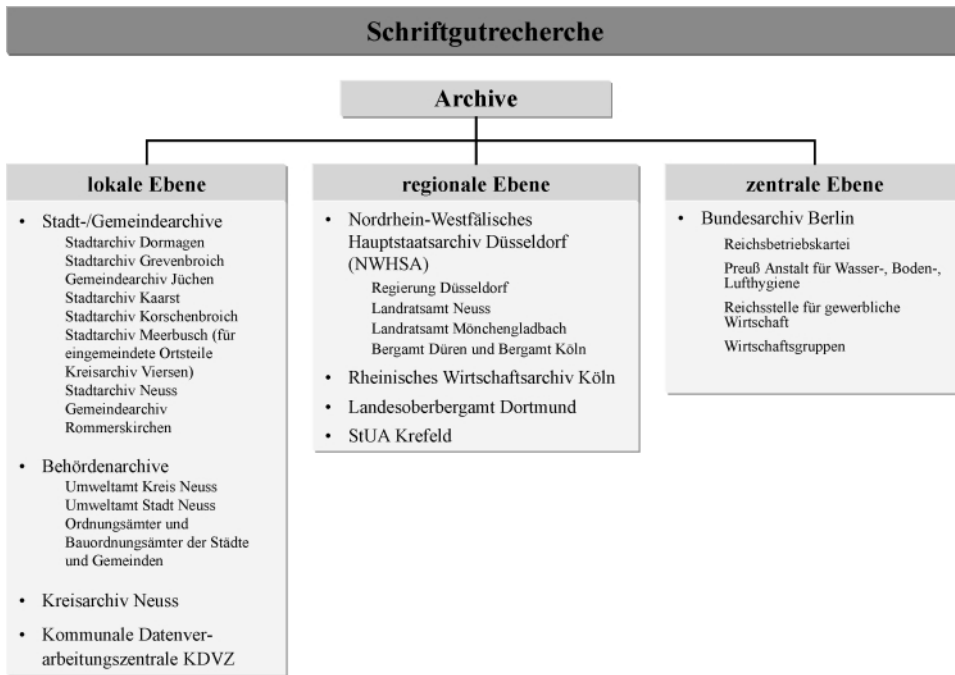 Schriftgutrecherche
Archive
lokale Ebene
• Stadt-/Gemeindearchive
Stadtarchiv Dormagen
Stadtarchiv Grevenbroich
Gemeindearchiv Jüchen
Stadtarchiv Kaarst
Stadtarchiv Korschenbroich
Stadtarchiv Meerbusch (für
eingemeindete Ortsteile
Kreisarchiv Viersen)
Stadtarchiv Neuss
Gemeindearchiv
Rommerskirchen
• Behördenarchive
Umweltamt Kreis Neuss
Umweltamt Stadt Neuss
Ordnungsämter und
Bauordnungsämter der Städte
und Gemeinden
• Kreisarchiv Neuss
• Kommunale Datenver-
arbeitungszentrale KDVZ
regionale Ebene
• Nordrhein-Westfälisches
Hauptstaatsarchiv Düsseldorf
(NWHSA)
Regierung Düsseldorf
Landratsamt Neuss
Landratsamt Mönchengladbach
Bergamt Düren und Bergamt Köln
• Rheinisches Wirtschaftsarchiv Köln
• Landesoberbergamt Dortmund
• StUA Krefeld
zentrale Ebene
• Bundesarchiv Berlin
Reichsbetriebskartei
Preuß Anstalt für Wasser-, Boden-,
Lufthygiene
Reichsstelle für gewerbliche
Wirtschaft
Wirtschaftsgruppen